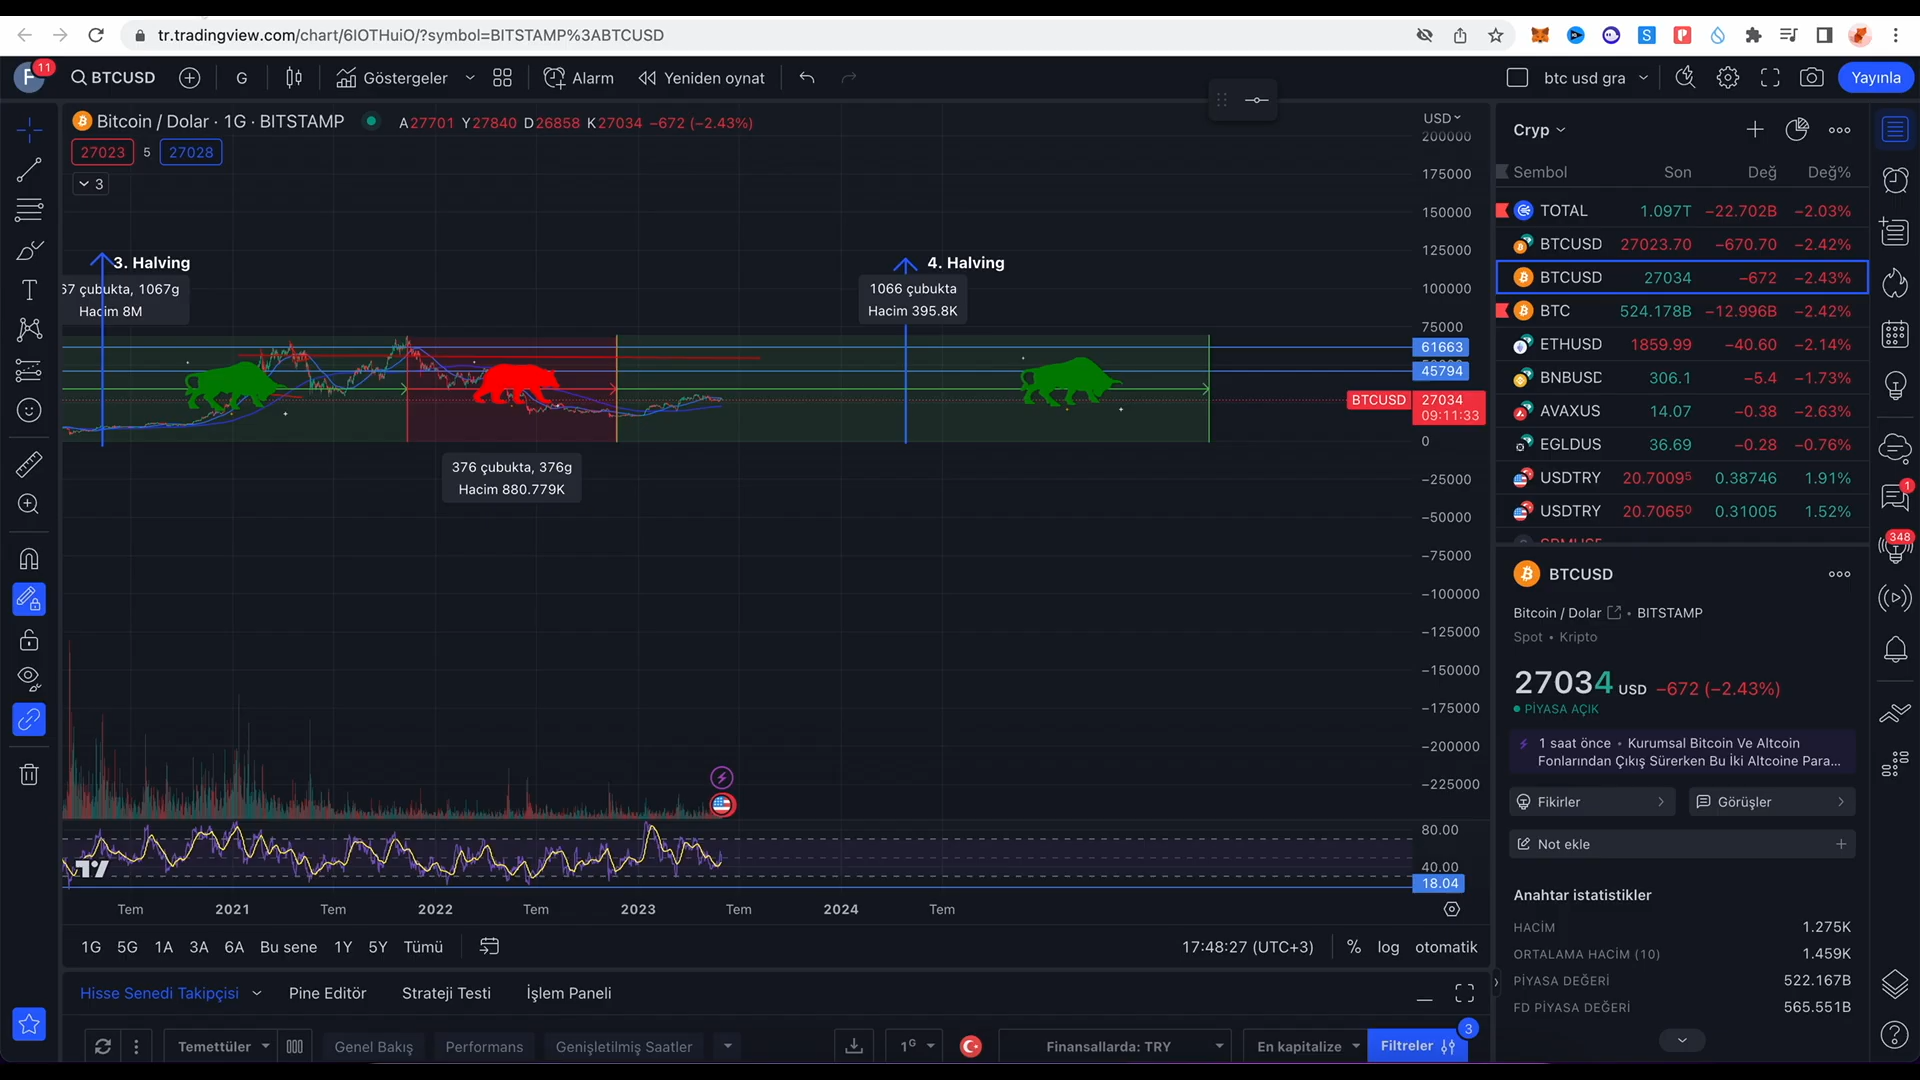 tr.tradingview.com/chart/6IOTHuiO/?symbol=BITSTAMP%3ABTCUSD
F 11 BTCUSD G Göstergeler Alarm Yeniden oynat btc usd gra Yayınla
Bitcoin / Dolar · 1G · BITSTAMP A27701 Y27840 D26858 K27034 −672 (−2.43%)
27023 5 27028
3
3. Halving
67 çubukta, 1067g
Hacim 8M
4. Halving
1066 çubukta
Hacim 395.8K
376 çubukta, 376g
Hacim 880.779K
USD
200000
175000
150000
125000
100000
75000
61663
45794
BTCUSD 27034
09:11:33
0
−25000
−50000
−75000
−100000
−125000
−150000
−175000
−200000
−225000
80.00
40.00
18.04
Tem 2021 Tem 2022 Tem 2023 Tem 2024 Tem
1G 5G 1A 3A 6A Bu sene 1Y 5Y Tümü 17:48:27 (UTC+3) % log otomatik
Hisse Senedi Takipçisi Pine Editör Strateji Testi İşlem Paneli
Temettüler Genel Bakış Performans Genişletilmiş Saatler 1G Finansallarda: TRY En kapitalize Filtreler 3
Cryp
Sembol Son Değ Değ%
TOTAL 1.097T −22.702B −2.03%
BTCUSD 27023.70 −670.70 −2.42%
BTCUSD 27034 −672 −2.43%
BTC 524.178B −12.996B −2.42%
ETHUSD 1859.99 −40.60 −2.14%
BNBUSD 306.1 −5.4 −1.73%
AVAXUS 14.07 −0.38 −2.63%
EGLDUS 36.69 −0.28 −0.76%
USDTRY 20.70095 0.38746 1.91%
USDTRY 20.70650 0.31005 1.52%
BTCUSD
Bitcoin / Dolar • BITSTAMP
Spot • Kripto
27034 USD −672 (−2.43%)
PİYASA AÇIK
1 saat önce • Kurumsal Bitcoin Ve Altcoin
Fonlarından Çıkış Sürerken Bu İki Altcoine Para...
Fikirler Görüşler
Not ekle
Anahtar istatistikler
HACİM 1.275K
ORTALAMA HACİM (10) 1.459K
PİYASA DEĞERİ 522.167B
FD PİYASA DEĞERİ 565.551B
1
348